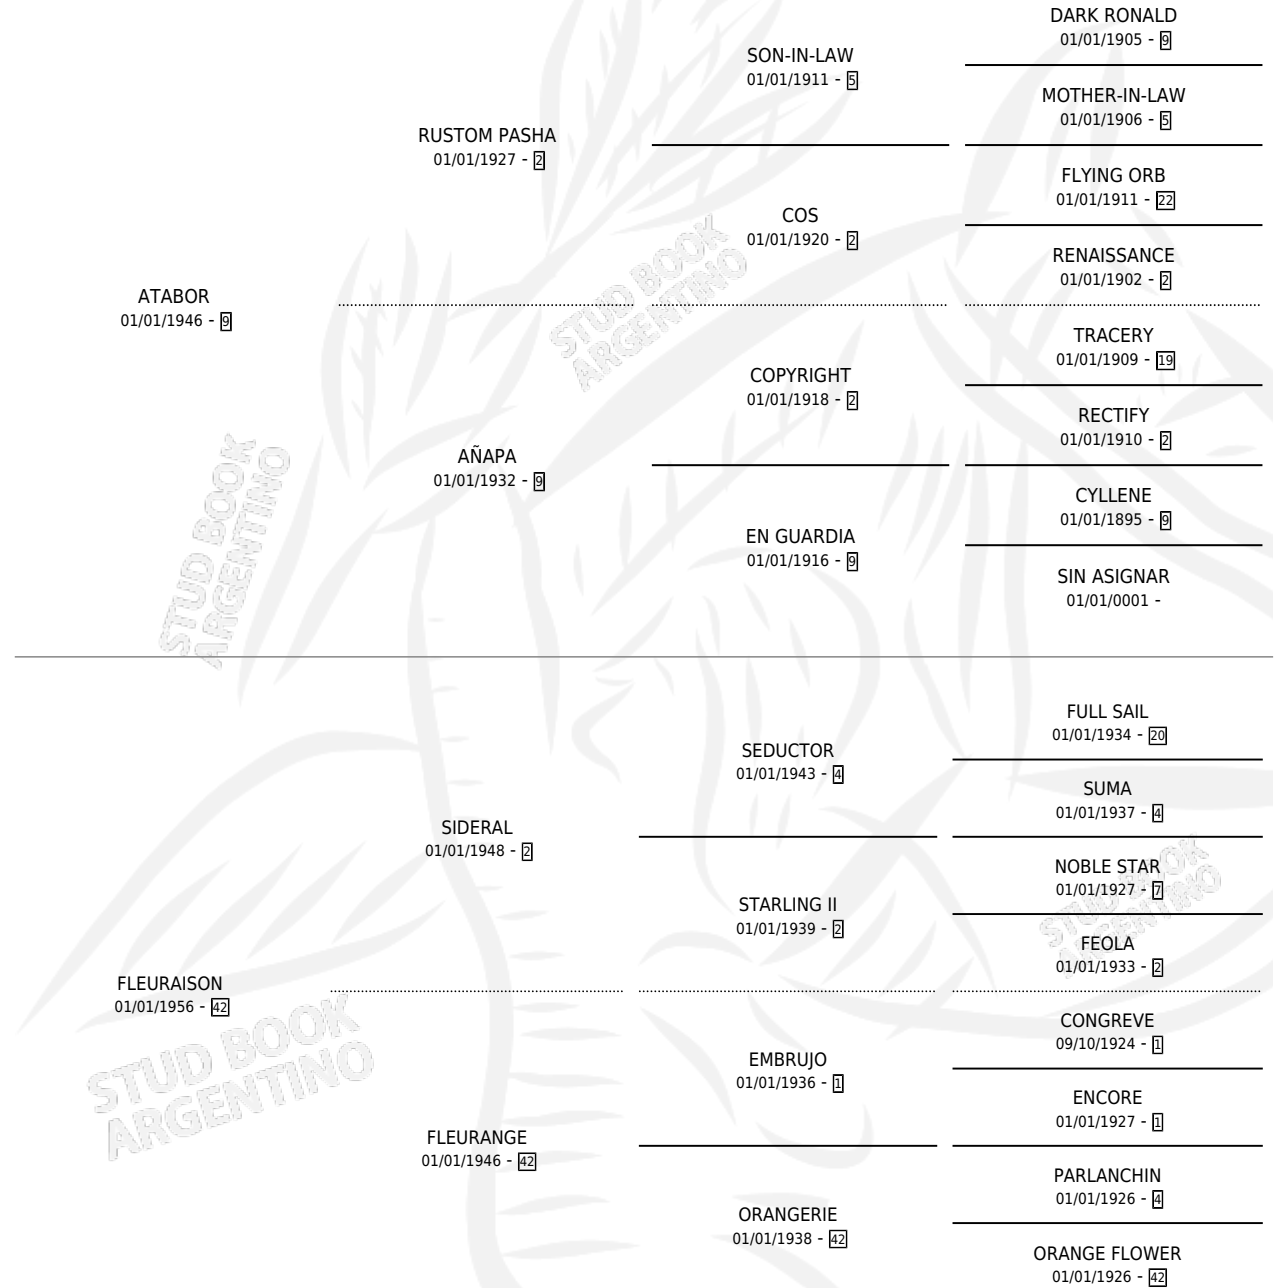 DARK RONALD
01/01/1905 - 9
SON-IN-LAW
01/01/1911 - 5
MOTHER-IN-LAW
01/01/1906 - 5
RUSTOM PASHA
01/01/1927 - 2
FLYING ORB
01/01/1911 - 22
COS
01/01/1920 - 2
RENAISSANCE
01/01/1902 - 2
ATABOR
01/01/1946 - 9
TRACERY
01/01/1909 - 19
COPYRIGHT
01/01/1918 - 2
RECTIFY
01/01/1910 - 2
AÑAPA
01/01/1932 - 9
CYLLENE
01/01/1895 - 9
EN GUARDIA
01/01/1916 - 9
SIN ASIGNAR
01/01/0001 -
FULL SAIL
01/01/1934 - 20
SEDUCTOR
01/01/1943 - 4
SUMA
01/01/1937 - 4
SIDERAL
01/01/1948 - 2
NOBLE STAR
01/01/1927 - 7
STARLING II
01/01/1939 - 2
FEOLA
01/01/1933 - 2
FLEURAISON
01/01/1956 - 42
CONGREVE
09/10/1924 - 1
EMBRUJO
01/01/1936 - 1
ENCORE
01/01/1927 - 1
FLEURANGE
01/01/1946 - 42
PARLANCHIN
01/01/1926 - 4
ORANGERIE
01/01/1938 - 42
ORANGE FLOWER
01/01/1926 - 42
STUD BOOK
ARGENTINO
STUD BOOK
ARGENTINO
STUD BOOK
ARGENTINO
STUD BOOK
ARGENTINO